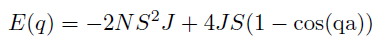 E(q) = −2NS²J + 4JS(1 − cos(qa))